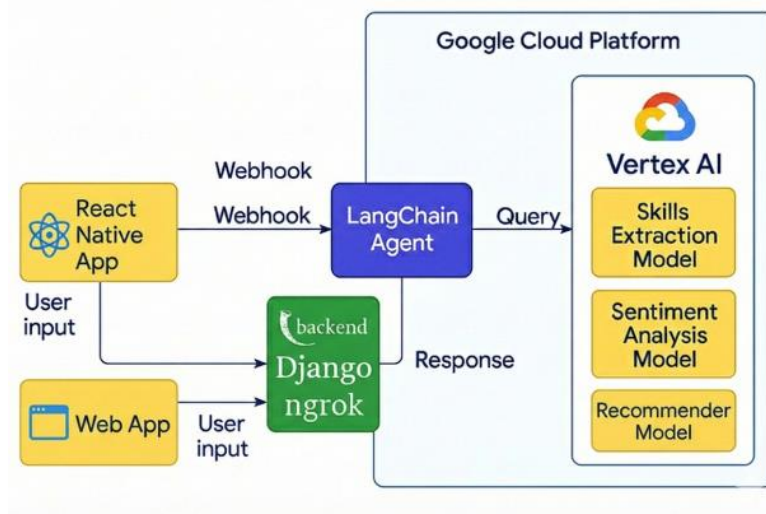 Google Cloud Platform
Vertex AI
Webhook
Webhook
React
Native
App
LangChain
Agent
Query
Skills
Extraction
Model
User
input
backend
Django
ngrok
Response
Sentiment
Analysis
Model
Web App
User
input
Recommender
Model